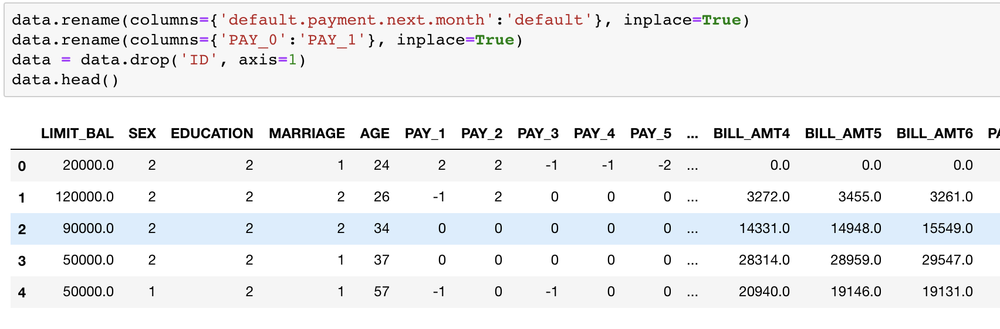 data.rename(columns={'default.payment.next.month':'default'}, inplace=True)
data.rename(columns={'PAY_0':'PAY_1'}, inplace=True)
data = data.drop('ID', axis=1)
data.head()
LIMIT_BAL SEX EDUCATION MARRIAGE AGE PAY_1 PAY_2 PAY_3 PAY_4 PAY_5 ... BILL_AMT4 BILL_AMT5 BILL_AMT6
0 20000.0 2 2 1 24 2 2 -1 -1 -2 ... 0.0 0.0 0.0
1 120000.0 2 2 2 26 -1 2 0 0 0 ... 3272.0 3455.0 3261.0
2 90000.0 2 2 2 34 0 0 0 0 0 ... 14331.0 14948.0 15549.0
3 50000.0 2 2 1 37 0 0 0 0 0 ... 28314.0 28959.0 29547.0
4 50000.0 1 2 1 57 -1 0 -1 0 0 ... 20940.0 19146.0 19131.0